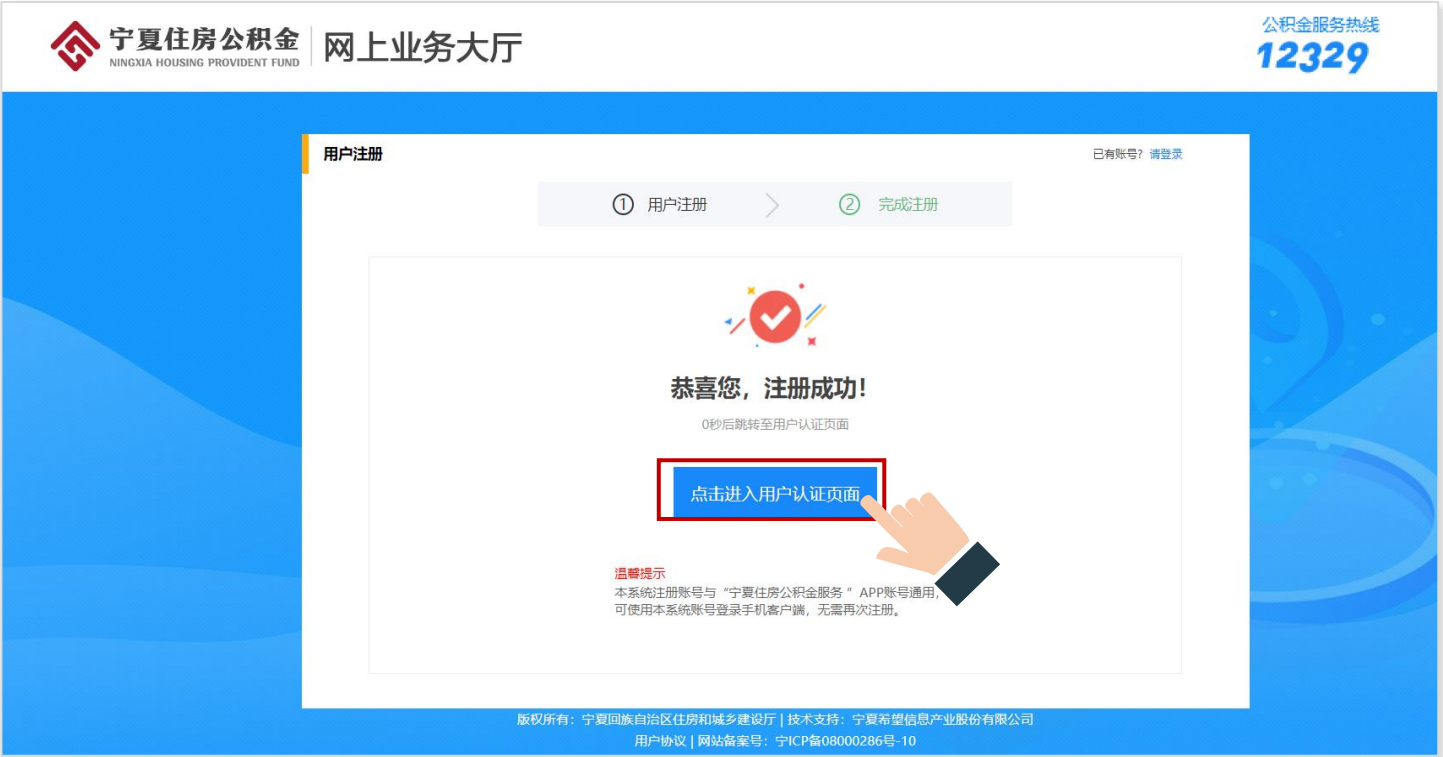 宁夏住房公积金
NINGXIA HOUSING PROVIDENT FUND
网上业务大厅
公积金服务热线
12329
用户注册
已有账号? 请登录
① 用户注册
② 完成注册
恭喜您，注册成功!
0秒后跳转至用户认证页面
点击进入用户认证页面
温馨提示
本系统注册账号与“宁夏住房公积金服务 ”APP账号通用，
可使用本系统账号登录手机客户端，无需再次注册。
版权所有：宁夏回族自治区住房和城乡建设厅 | 技术支持：宁夏希望信息产业股份有限公司
用户协议 | 网站备案号：宁ICP备08000286号-10